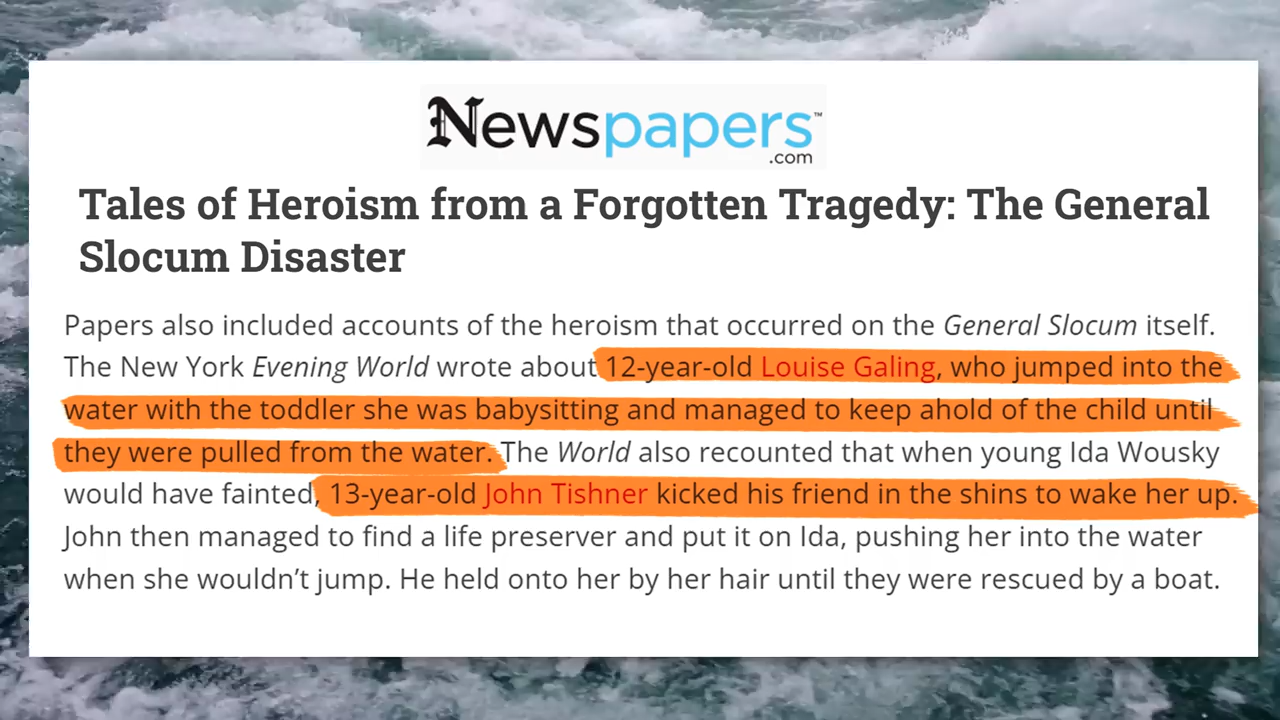 Newspapers™
.com
Tales of Heroism from a Forgotten Tragedy: The General
Slocum Disaster
Papers also included accounts of the heroism that occurred on the General Slocum itself.
The New York Evening World wrote about 12-year-old Louise Galing, who jumped into the
water with the toddler she was babysitting and managed to keep ahold of the child until
they were pulled from the water. The World also recounted that when young Ida Wousky
would have fainted, 13-year-old John Tishner kicked his friend in the shins to wake her up.
John then managed to find a life preserver and put it on Ida, pushing her into the water
when she wouldn’t jump. He held onto her by her hair until they were rescued by a boat.